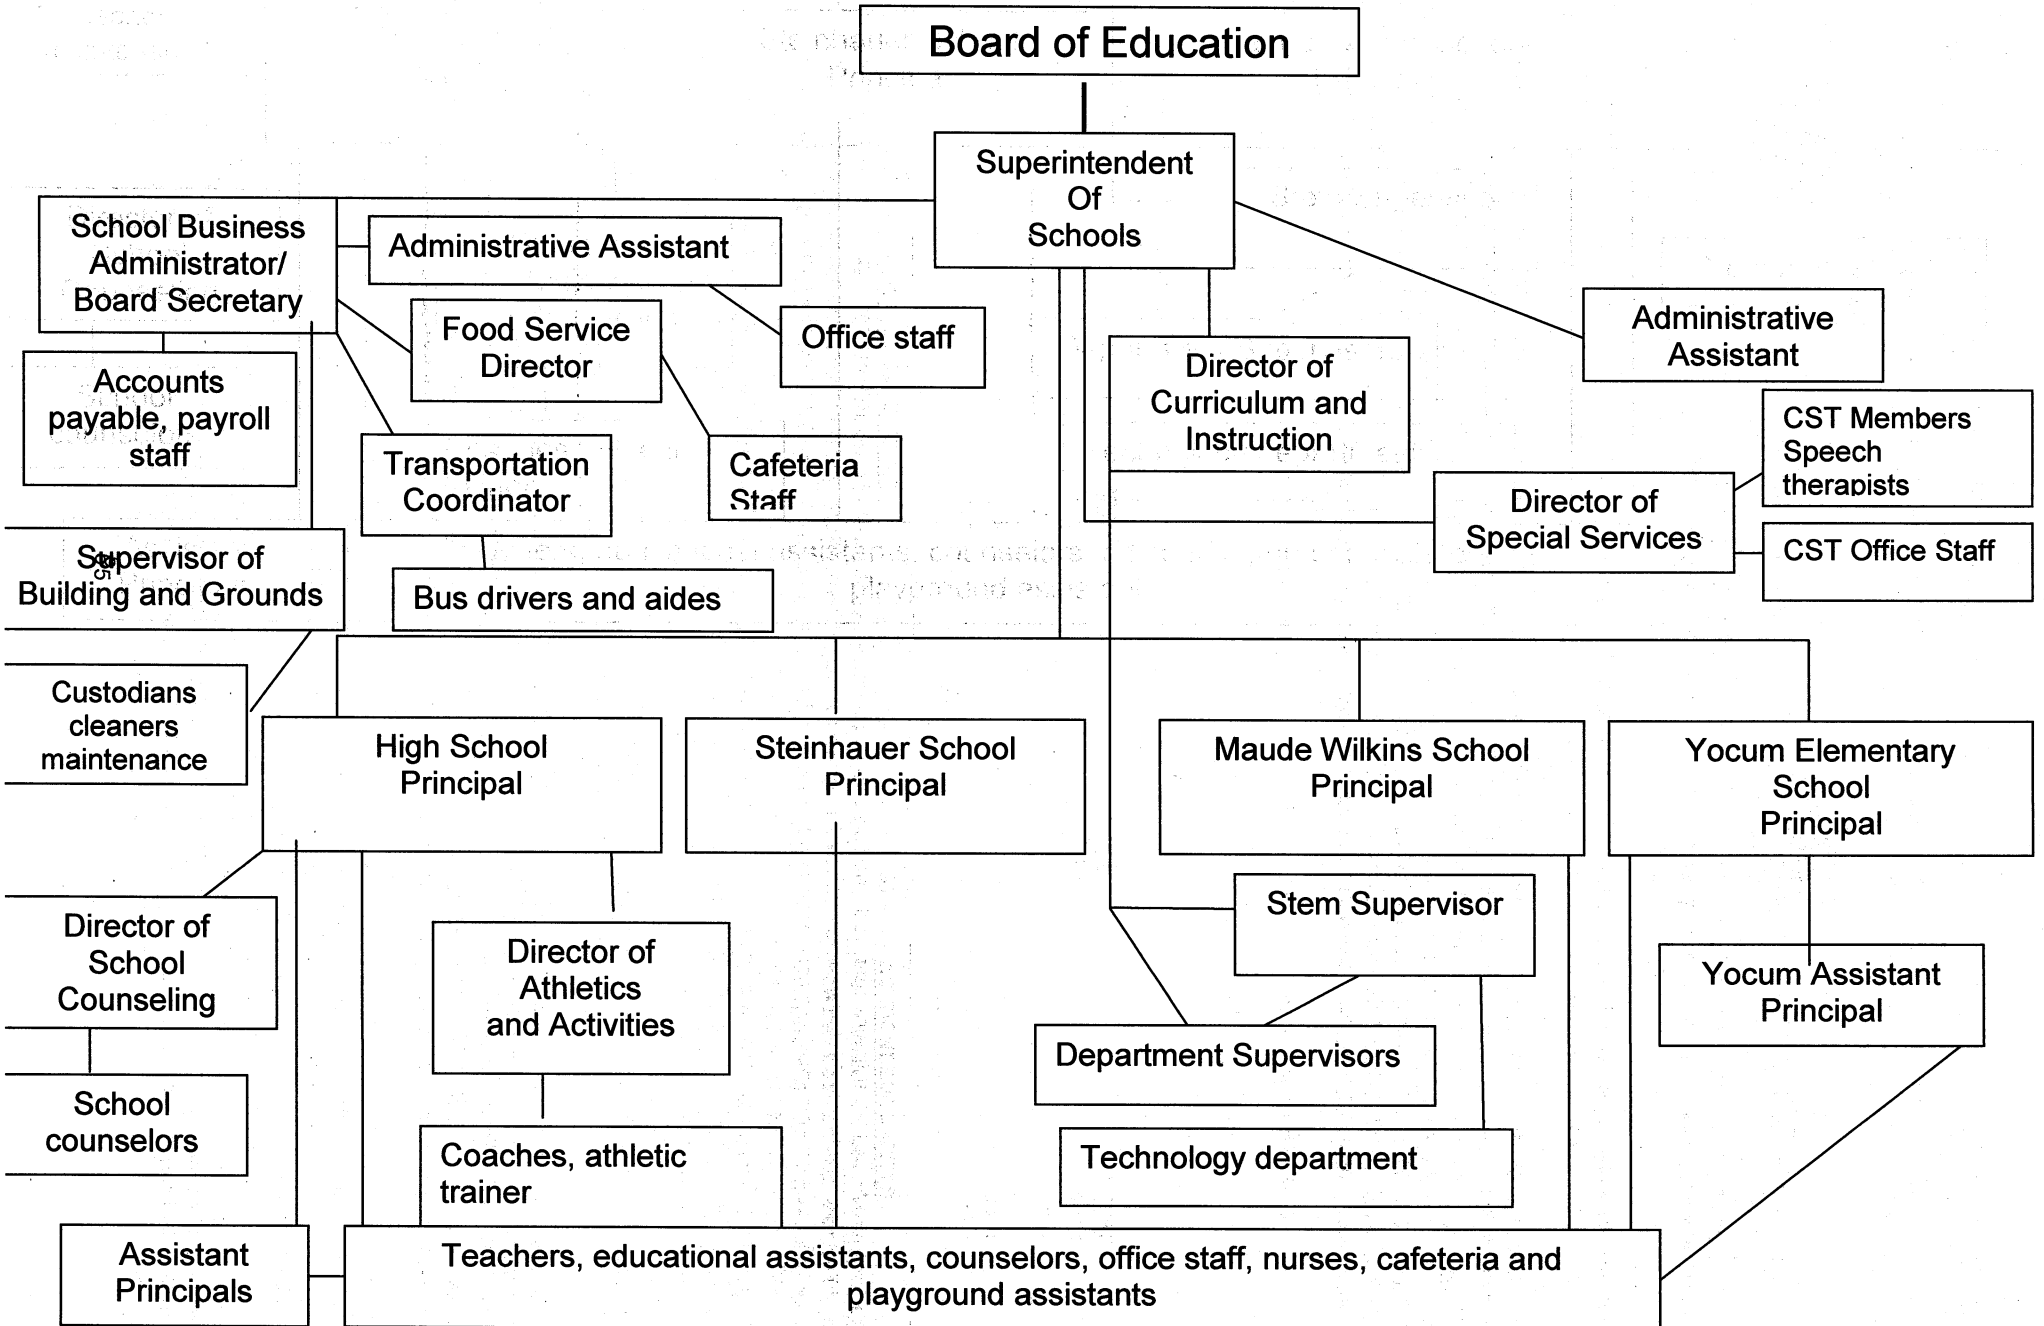 Board of Education
Superintendent
Of
Schools
School Business
Administrator/
Board Secretary
Administrative Assistant
Office staff
Food Service
Director
Administrative
Assistant
Director of
Curriculum and
Instruction
Accounts
payable, payroll
staff
CST Members
Speech
therapists
Transportation
Coordinator
Cafeteria
Staff
Director of
Special Services
CST Office Staff
Supervisor of
Building and Grounds
Bus drivers and aides
Custodians
cleaners
maintenance
High School
Principal
Steinhauer School
Principal
Maude Wilkins School
Principal
Yocum Elementary
School
Principal
Director of
School
Counseling
Director of
Athletics
and Activities
Stem Supervisor
Yocum Assistant
Principal
Department Supervisors
School
counselors
Coaches, athletic
trainer
Technology department
Assistant
Principals
Teachers, educational assistants, counselors, office staff, nurses, cafeteria and
playground assistants